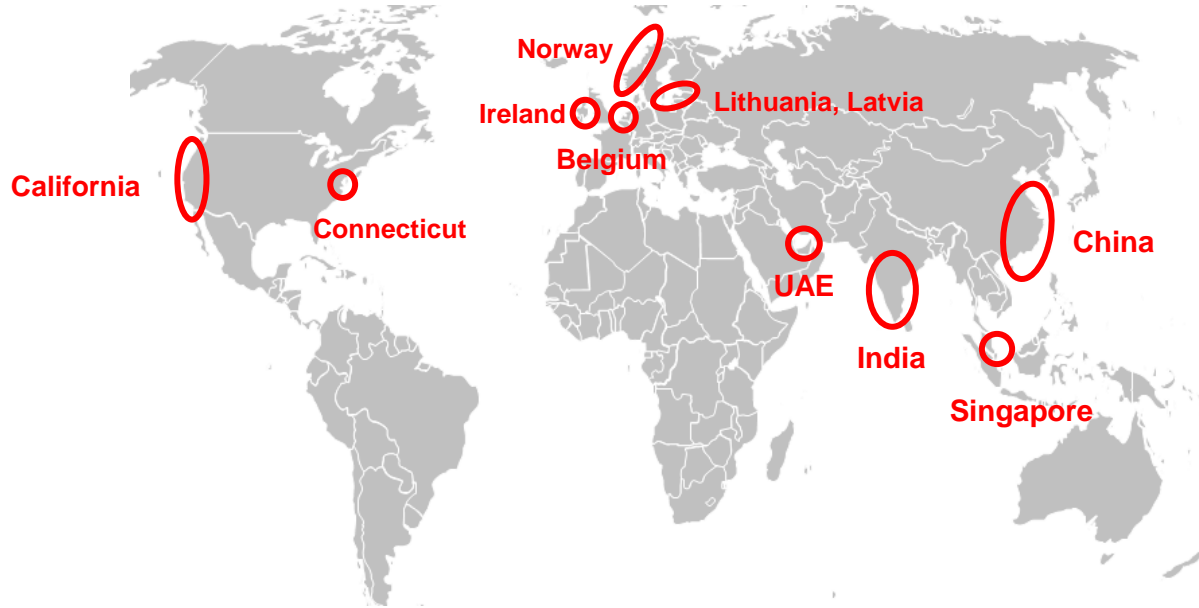 Norway
Ireland
Lithuania, Latvia
Belgium
California
Connecticut
China
UAE
India
Singapore